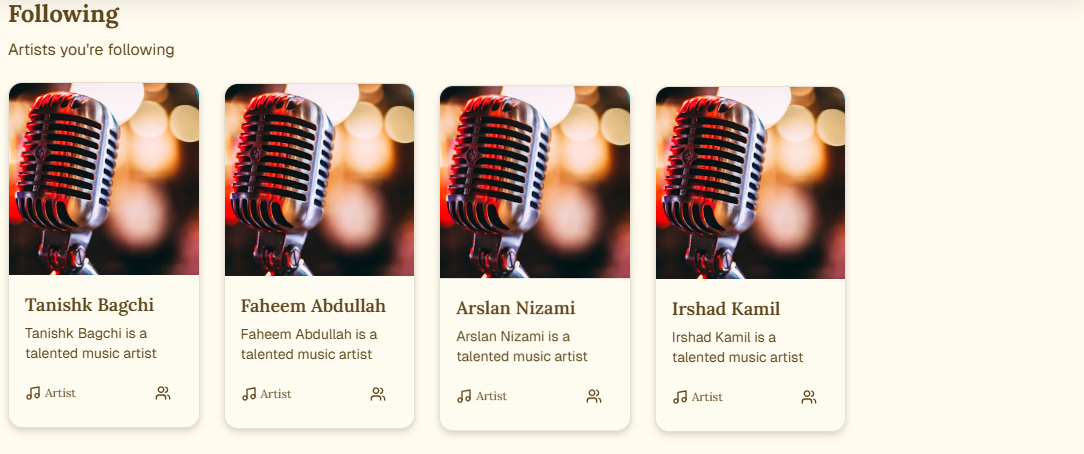 Following
Artists you're following
Tanishk Bagchi
Tanishk Bagchi is a
talented music artist
Artist
Faheem Abdullah
Faheem Abdullah is a
talented music artist
Artist
Arslan Nizami
Arslan Nizami is a
talented music artist
Artist
Irshad Kamil
Irshad Kamil is a
talented music artist
Artist